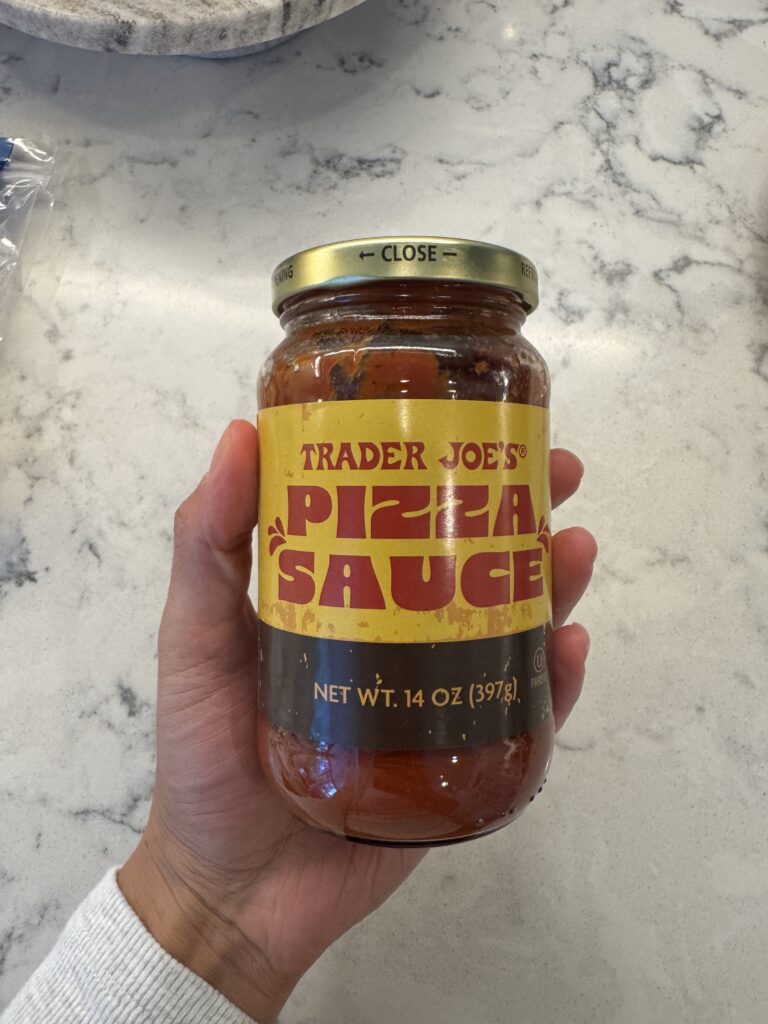 ← CLOSE –
TRADER JOE'S®
PIZZA
SAUCE
NET WT. 14 OZ (397g)
U